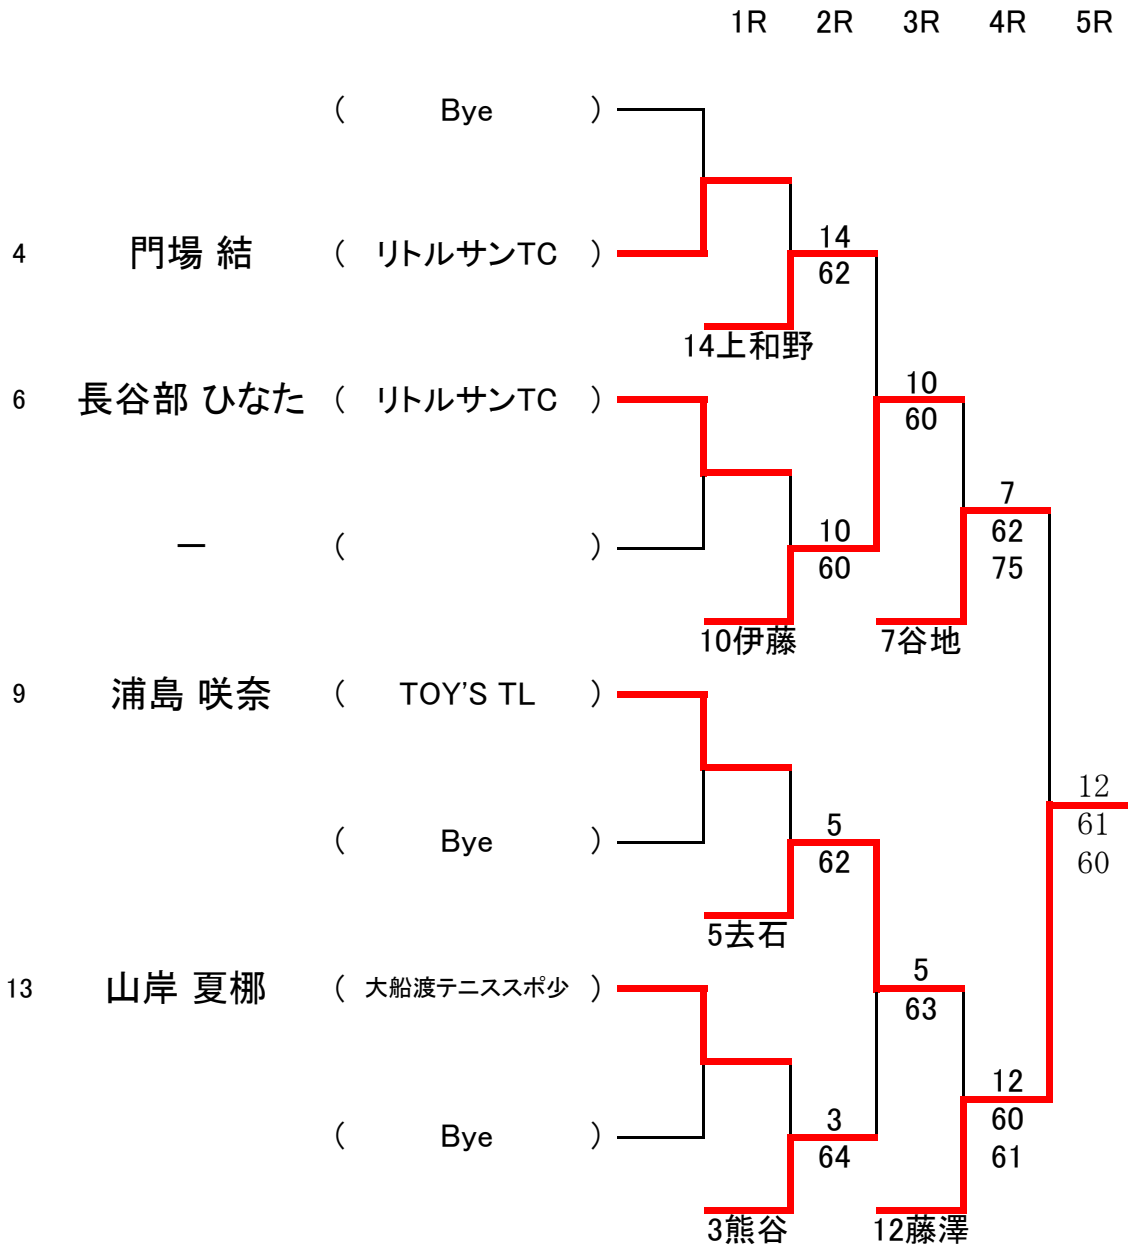 1R 2R 3R 4R 5R
( Bye )
4 門場 結 ( リトルサンTC )
14
62
14上和野
6 長谷部 ひなた ( リトルサンTC )
10
60
7
62
75
― ( )
10
60
10伊藤
7谷地
9 浦島 咲奈 ( TOY'S TL )
12
61
60
( Bye )
5
62
5去石
13 山岸 夏梛 ( 大船渡テニススポ少 )
5
63
12
60
61
( Bye )
3
64
3熊谷
12藤澤